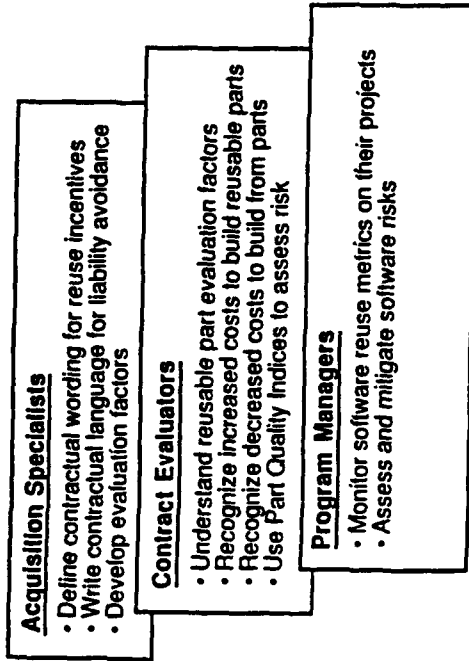 Acquisition Specialists
• Define contractual wording for reuse incentives
• Write contractual language for liability avoidance
• Develop evaluation factors
Contract Evaluators
• Understand reusable part evaluation factors
• Recognize increased costs to build reusable parts
• Recognize decreased costs to build from parts
• Use Part Quality Indices to assess risk
Program Managers
• Monitor software reuse metrics on their projects
• Assess and mitigate software risks